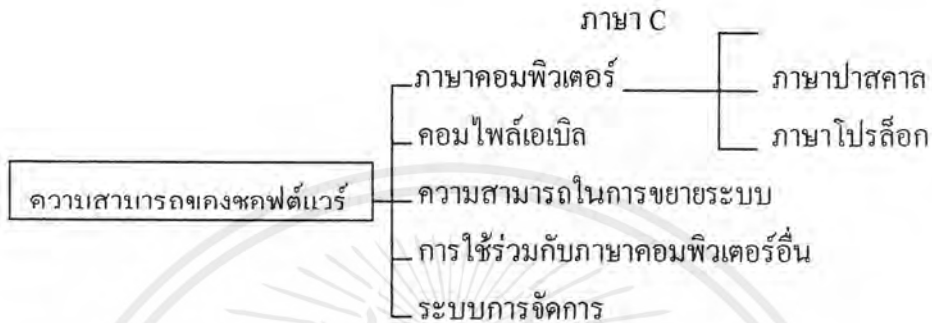 ภาษา C
ภาษาคอมพิวเตอร์
ภาษาปาสคาล
คอมไพล์เอเบิล
ภาษาโปรล็อก
ความสามารถของซอฟต์แวร์
ความสามารถในการขยายระบบ
การใช้ร่วมกับภาษาคอมพิวเตอร์อื่น
ระบบการจัดการ